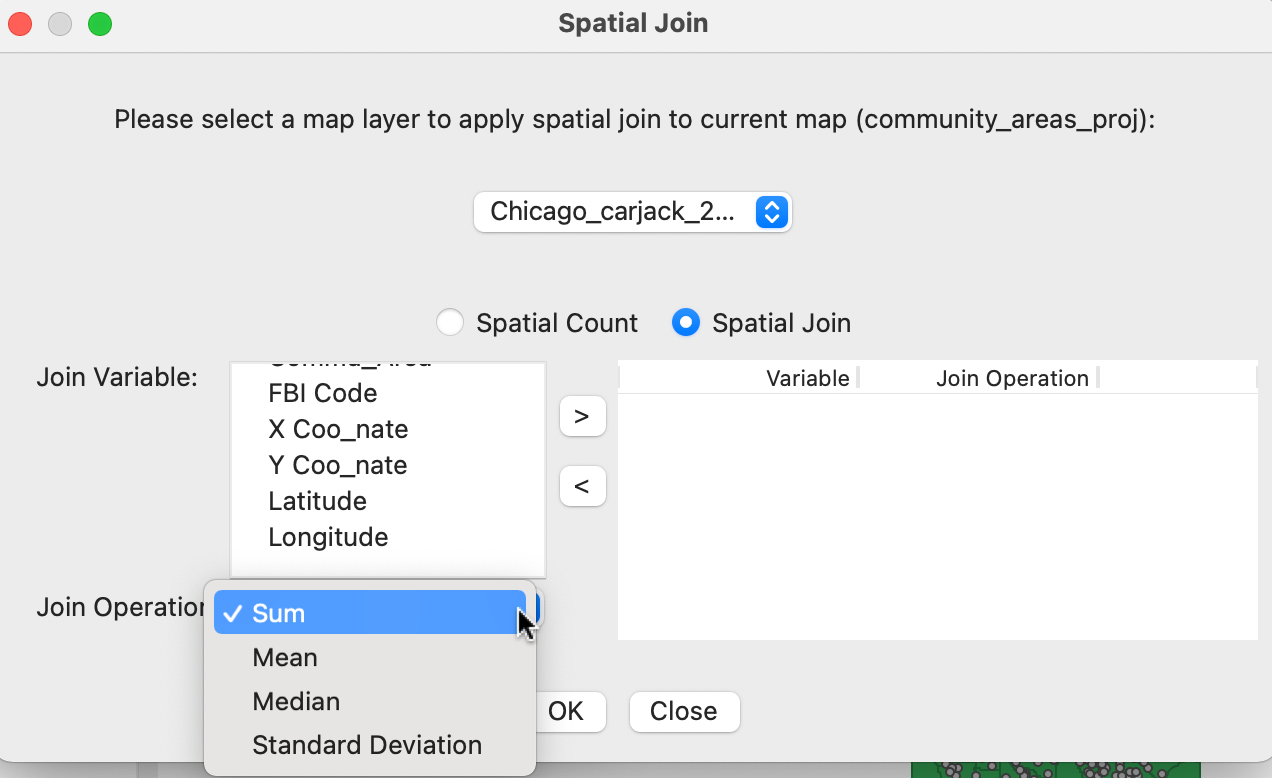 Spatial Join
Please select a map layer to apply spatial join to current map (community_areas_proj):
Chicago_carjack_2...
Spatial Count
Spatial Join
Join Variable:
FBI Code
X Coo_nate
Y Coo_nate
Latitude
Longitude
>
<
Variable
Join Operation
Join Operation
Sum
Mean
Median
Standard Deviation
OK
Close